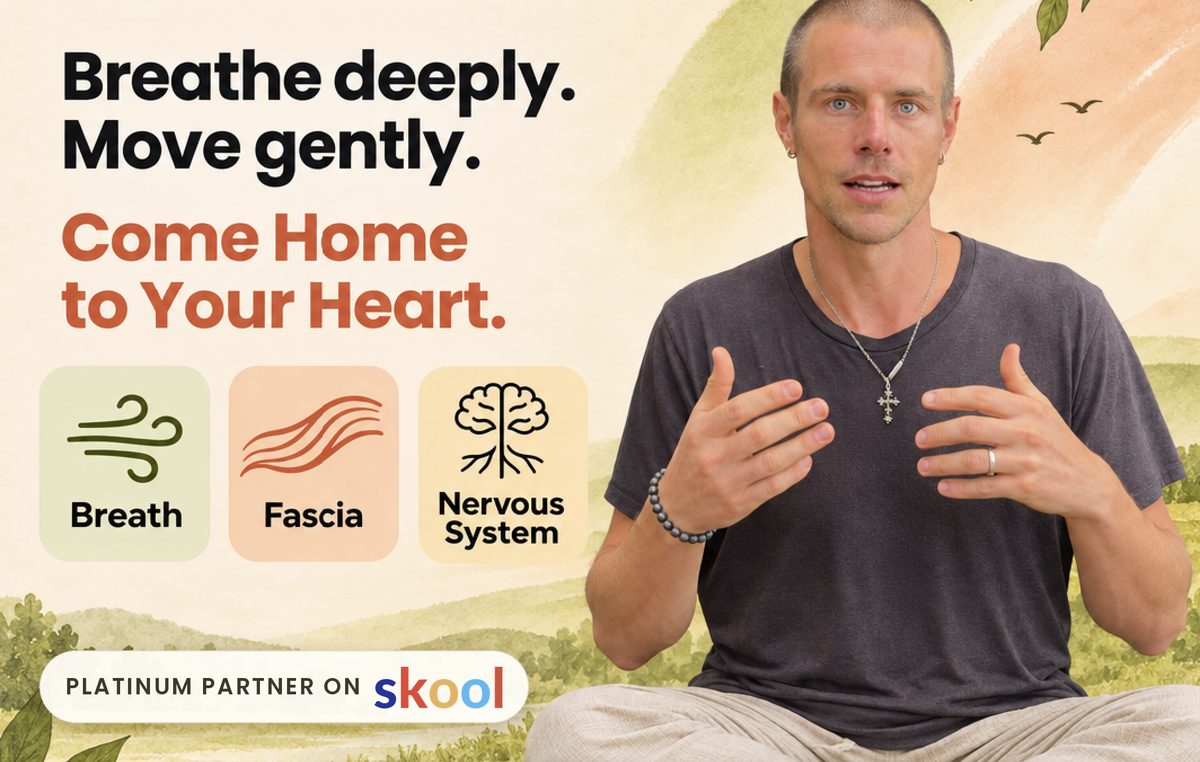 Breathe deeply.
Move gently.
Come Home
to Your Heart.
Breath
Fascia
Nervous
System
PLATINUM PARTNER ON skool